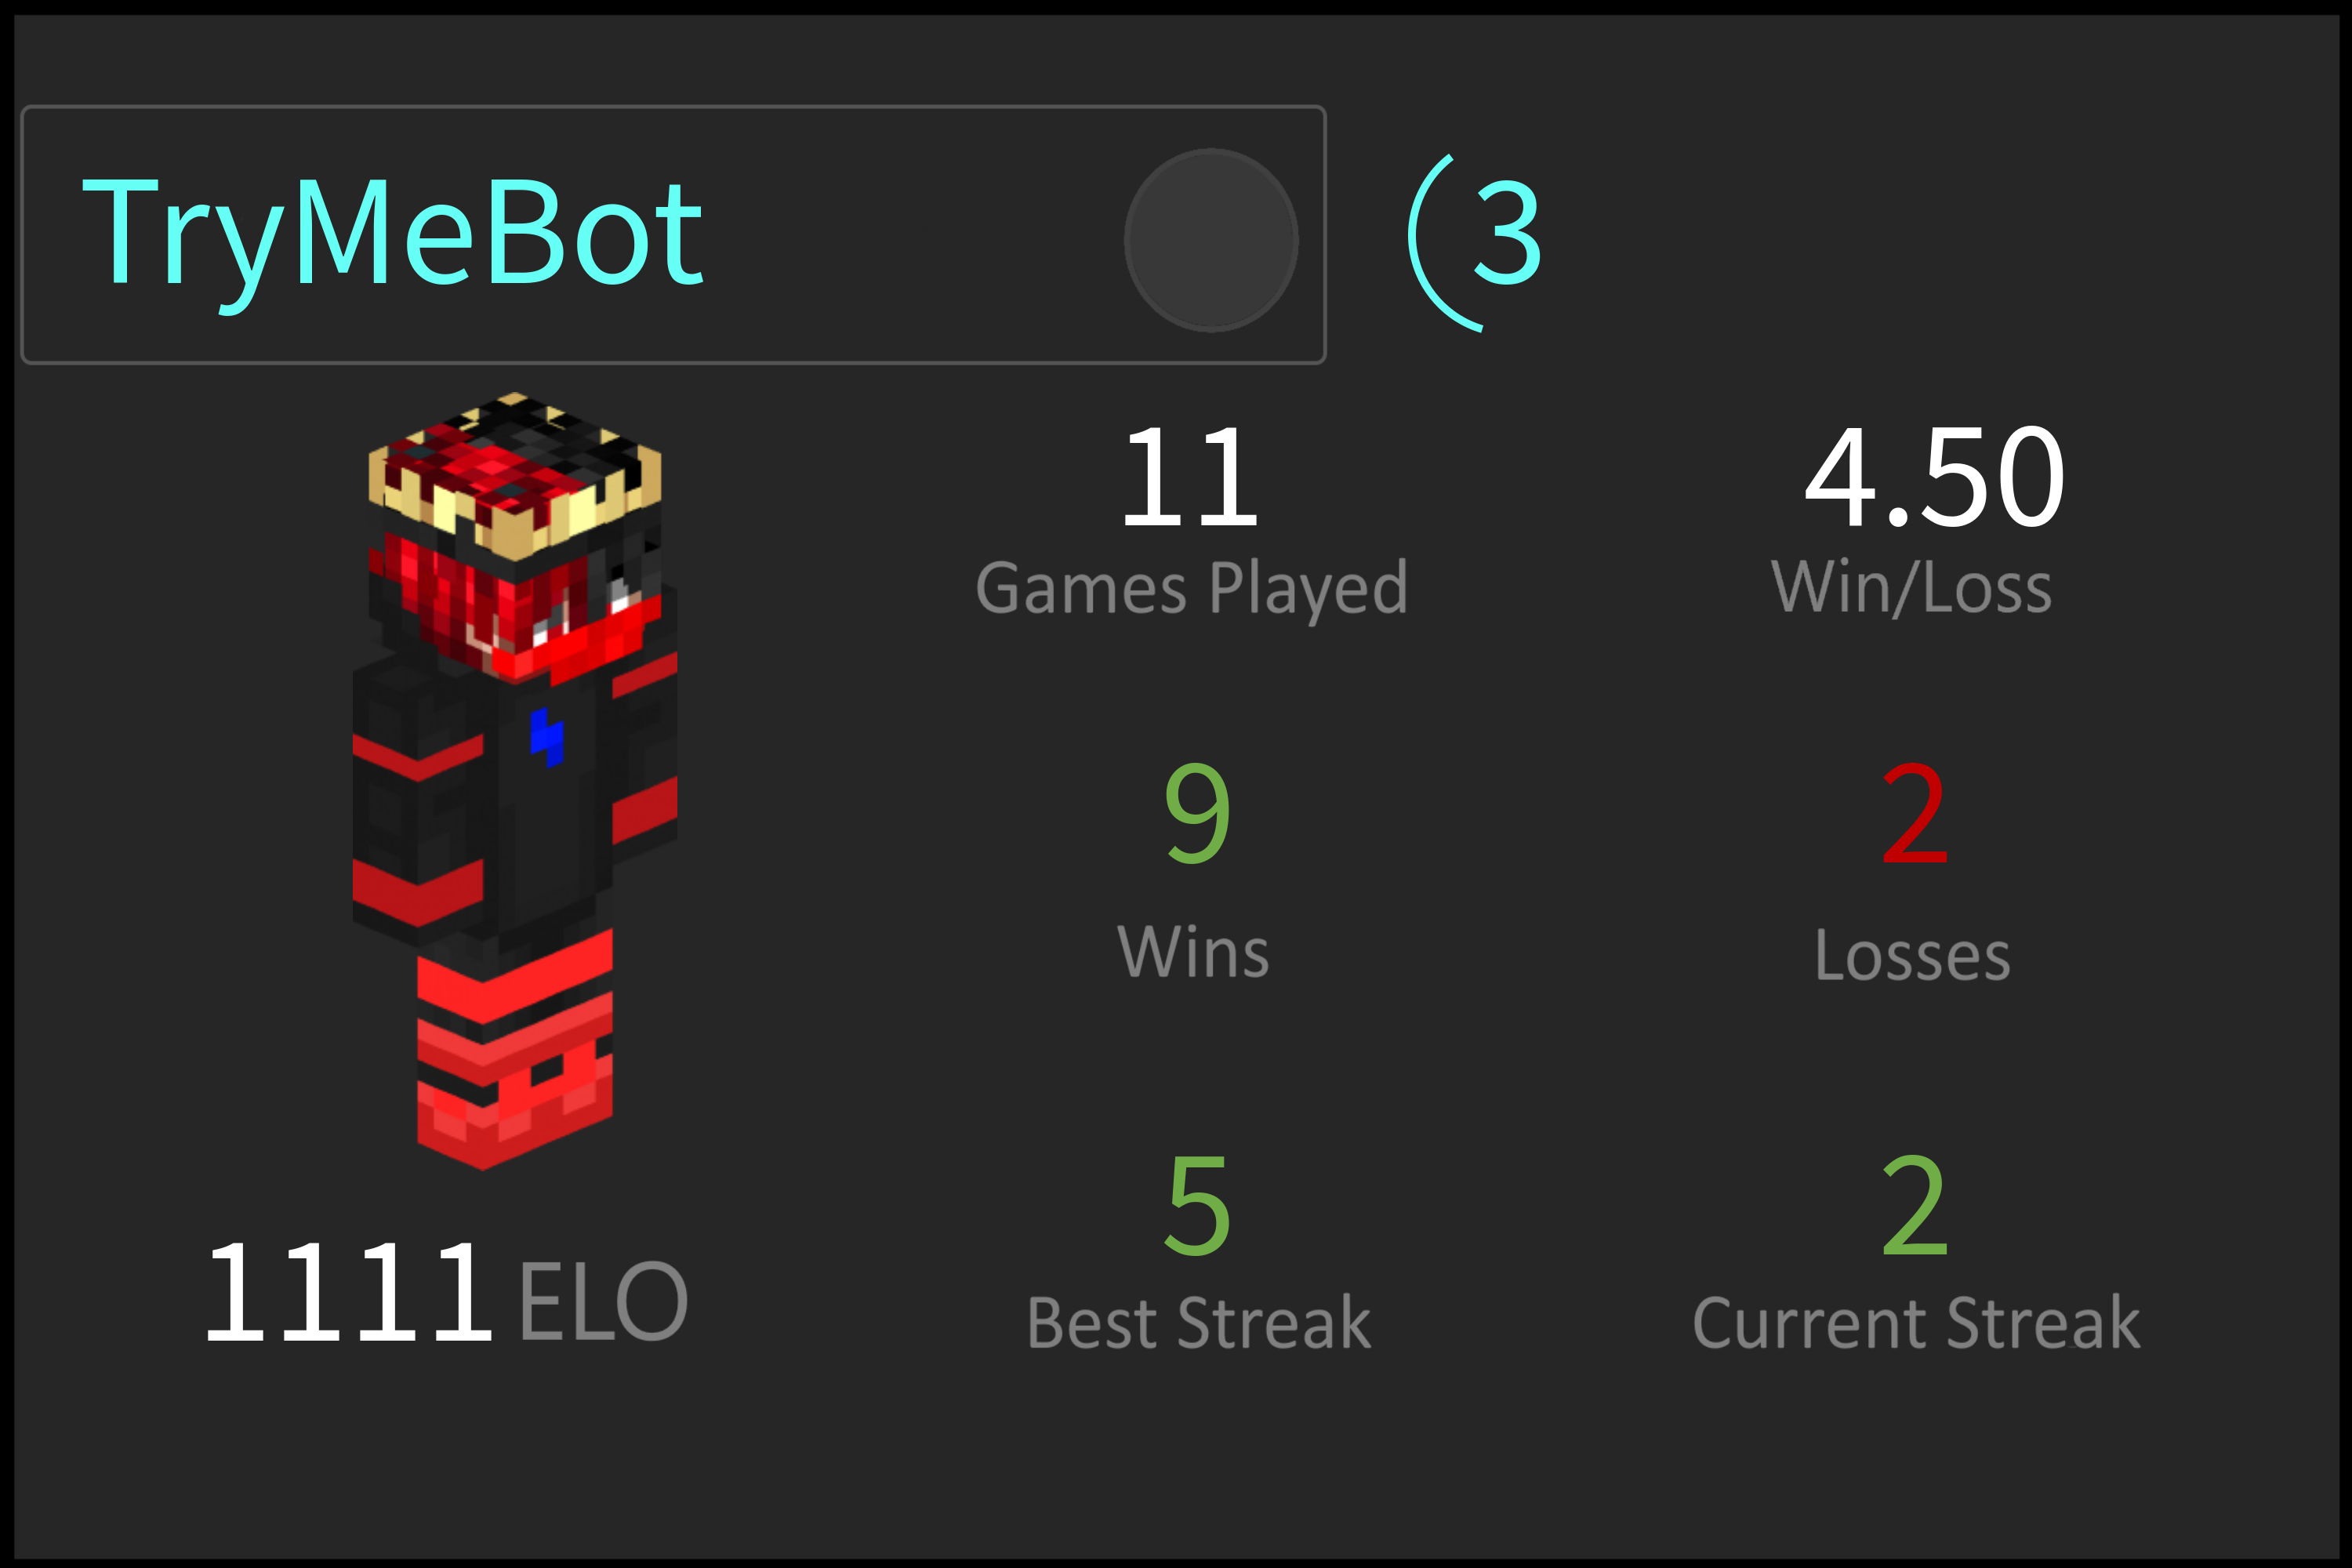 TryMeBot 3
11 4.50
Games Played Win/Loss
9 2
Wins Losses
5 2
Best Streak Current Streak
1111 ELO